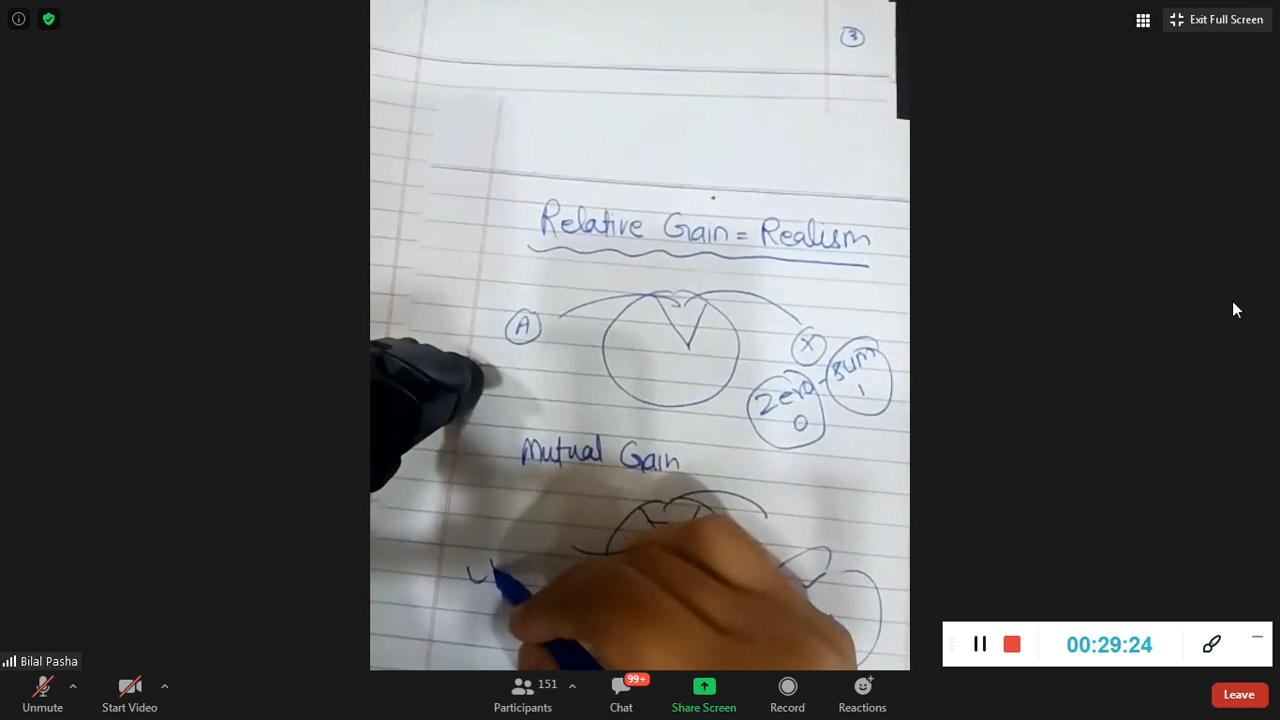 Exit Full Screen
3
Relative Gain = Realism
A
X
Zero-sum
0
1
Mutual Gain
00:29:24
Bilal Pasha
Unmute
Start Video
151
Participants
99+
Chat
Share Screen
Record
Reactions
Leave